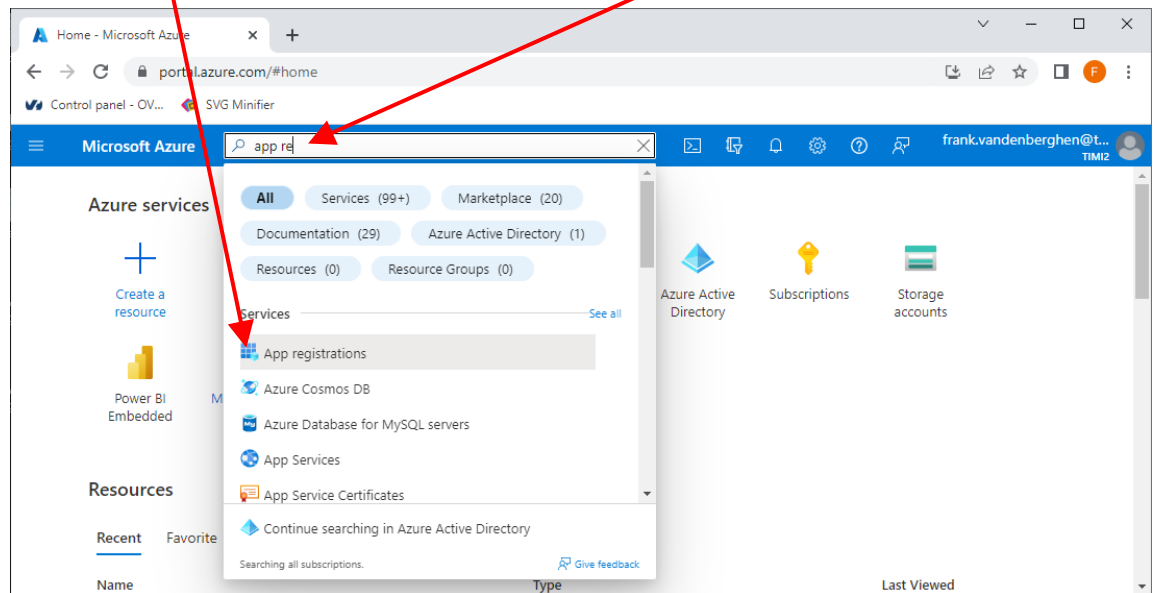 Home - Microsoft Azure
portal.azure.com/#home
Control panel - OV... SVG Minifier
Microsoft Azure app re frank.vandenberghen@t...
TIMI2
Azure services
All Services (99+) Marketplace (20)
Documentation (29) Azure Active Directory (1)
Resources (0) Resource Groups (0)
Create a
resource
Azure Active
Directory
Subscriptions
Storage
accounts
Services See all
App registrations
Azure Cosmos DB
Azure Database for MySQL servers
App Services
App Service Certificates
Power BI
Embedded
M
Resources
Continue searching in Azure Active Directory
Recent Favorite
Searching all subscriptions. Give feedback
Name Type Last Viewed
F